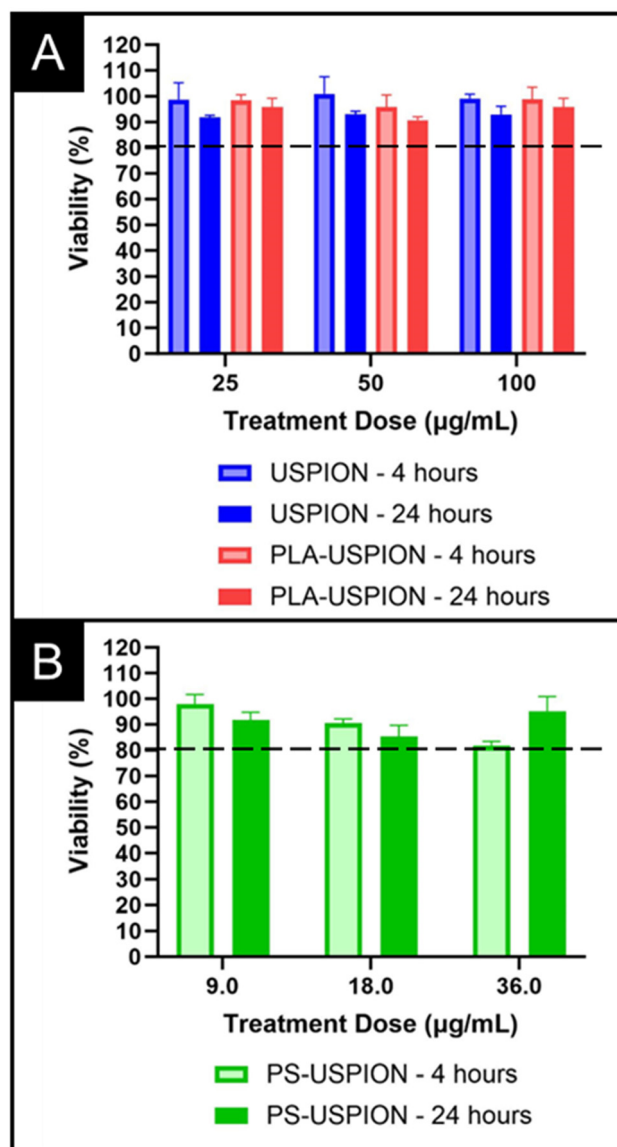 A
120
110
100
90
80
70
60
50
40
30
20
10
0
Viability (%)
25 50 100
Treatment Dose (µg/mL)
USPION - 4 hours
USPION - 24 hours
PLA-USPION - 4 hours
PLA-USPION - 24 hours
B
120
110
100
90
80
70
60
50
40
30
20
10
0
Viability (%)
9.0 18.0 36.0
Treatment Dose (µg/mL)
PS-USPION - 4 hours
PS-USPION - 24 hours